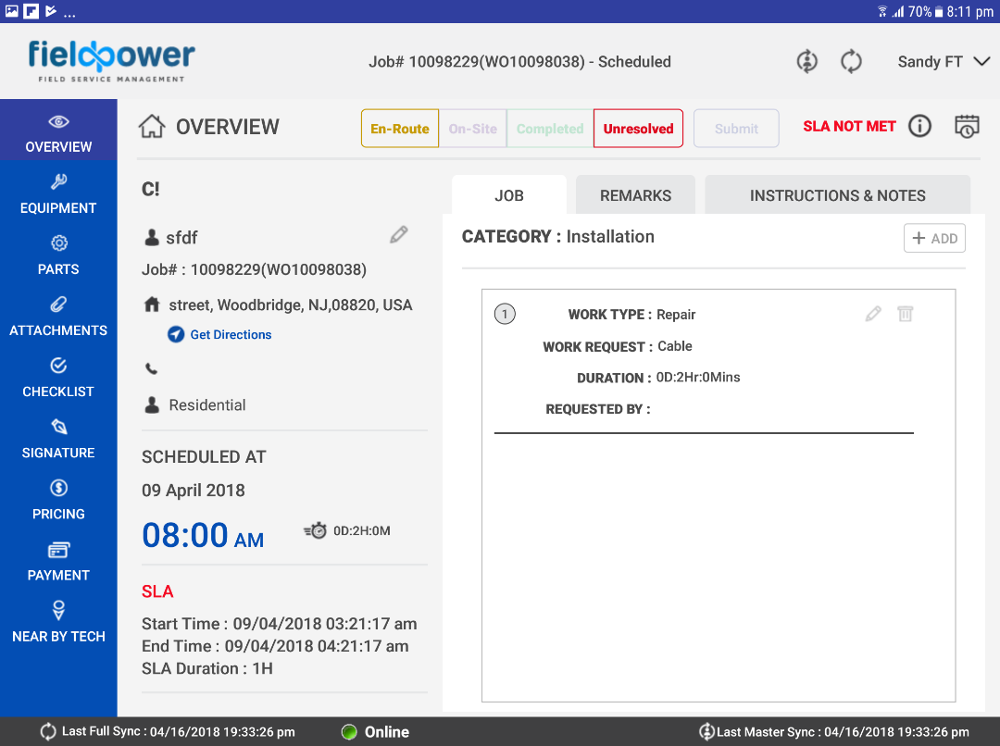 ... 70% 8:11 pm
fieldpower
FIELD SERVICE MANAGEMENT
Job# 10098229(WO10098038) - Scheduled
Sandy FT
OVERVIEW
EQUIPMENT
PARTS
ATTACHMENTS
CHECKLIST
SIGNATURE
PRICING
PAYMENT
NEAR BY TECH
OVERVIEW
En-Route On-Site Completed Unresolved Submit SLA NOT MET
C!
sfdf
Job# : 10098229(WO10098038)
street, Woodbridge, NJ,08820, USA
Get Directions
Residential
SCHEDULED AT
09 April 2018
08:00 AM 0D:2H:0M
SLA
Start Time : 09/04/2018 03:21:17 am
End Time : 09/04/2018 04:21:17 am
SLA Duration : 1H
JOB REMARKS INSTRUCTIONS & NOTES
CATEGORY : Installation + ADD
1 WORK TYPE : Repair
WORK REQUEST : Cable
DURATION : 0D:2Hr:0Mins
REQUESTED BY :
Last Full Sync : 04/16/2018 19:33:26 pm Online Last Master Sync : 04/16/2018 19:33:26 pm